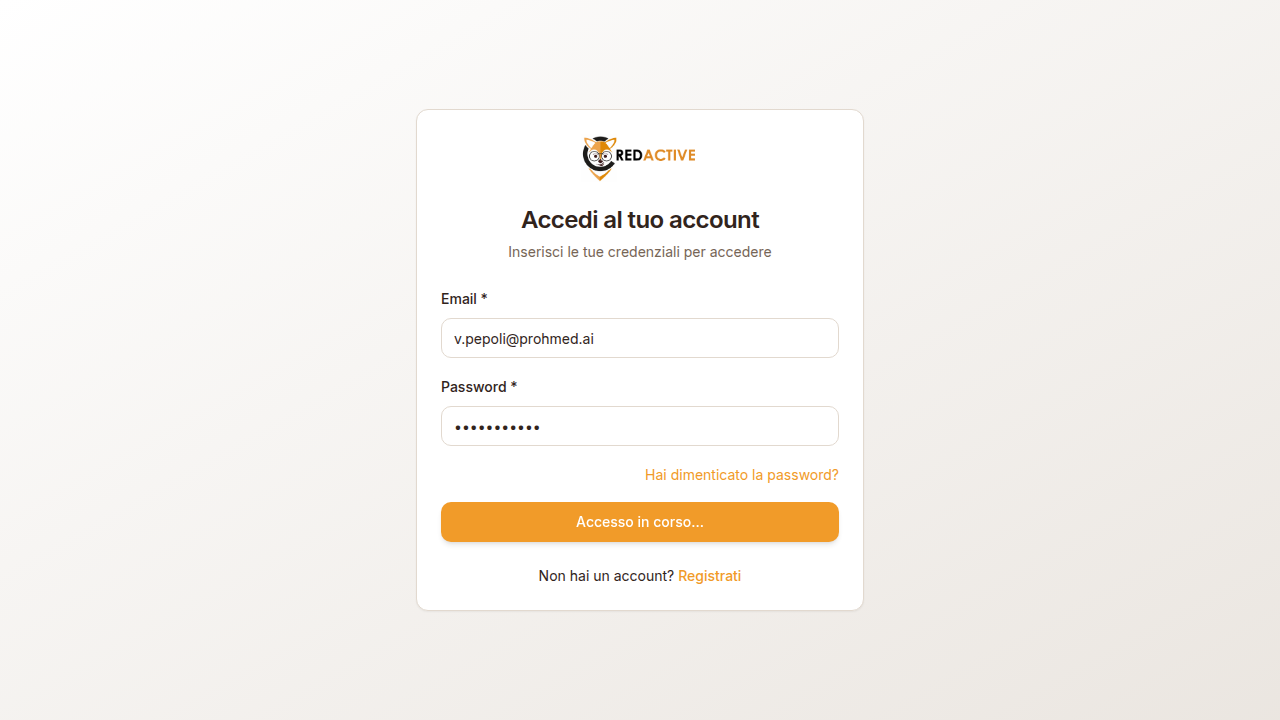 REDACTIVE
Accedi al tuo account
Inserisci le tue credenziali per accedere
Email *
v.pepoli@prohmed.ai
Password *
•••••••••••
Hai dimenticato la password?
Accesso in corso...
Non hai un account? Registrati